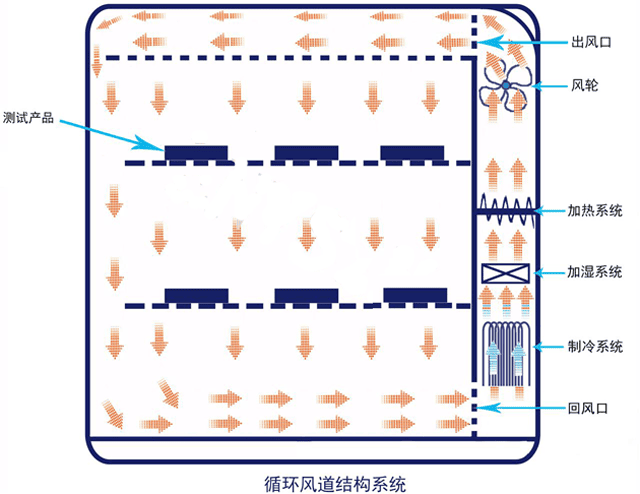 出风口
风轮
测试产品
加热系统
加湿系统
制冷系统
回风口
循环风道结构系统